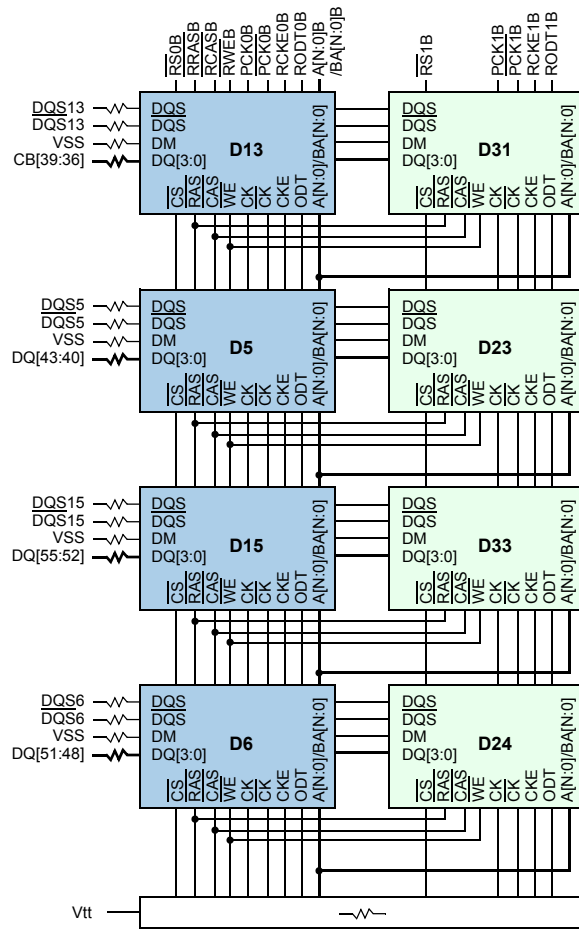 RS0B
RRASB
RCASB
RWEB
PCK0B
PCK0B
RCKE0B
RODT0B
A[N:0]B
/BA[N:0]B
RS1B
PCK1B
PCK1B
RCKE1B
RODT1B
DQS13
DQS13
VSS
CB[39:36]
DQS
DQS
DM
DQ[3:0]
D13
CS
RAS
CAS
WE
CK
CK
CKE
ODT
A[N:0]/BA[N:0]
DQS
DQS
DM
DQ[3:0]
D31
CS
RAS
CAS
WE
CK
CK
CKE
ODT
A[N:0]/BA[N:0]
DQS5
DQS5
VSS
DQ[43:40]
DQS
DQS
DM
DQ[3:0]
D5
CS
RAS
CAS
WE
CK
CK
CKE
ODT
A[N:0]/BA[N:0]
DQS
DQS
DM
DQ[3:0]
D23
CS
RAS
CAS
WE
CK
CK
CKE
ODT
A[N:0]/BA[N:0]
DQS15
DQS15
VSS
DQ[55:52]
DQS
DQS
DM
DQ[3:0]
D15
CS
RAS
CAS
WE
CK
CK
CKE
ODT
A[N:0]/BA[N:0]
DQS
DQS
DM
DQ[3:0]
D33
CS
RAS
CAS
WE
CK
CK
CKE
ODT
A[N:0]/BA[N:0]
DQS6
DQS6
VSS
DQ[51:48]
DQS
DQS
DM
DQ[3:0]
D6
CS
RAS
CAS
WE
CK
CK
CKE
ODT
A[N:0]/BA[N:0]
DQS
DQS
DM
DQ[3:0]
D24
CS
RAS
CAS
WE
CK
CK
CKE
ODT
A[N:0]/BA[N:0]
Vtt